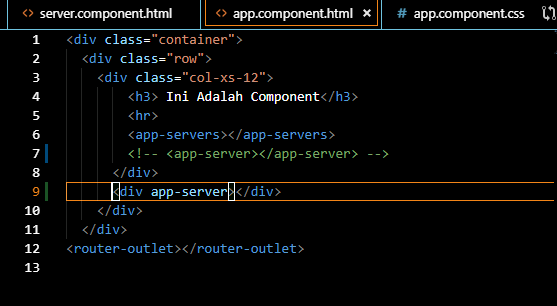 server.component.html app.component.html app.component.css
1 <div class="container">
2 <div class="row">
3 <div class="col-xs-12">
4 <h3> Ini Adalah Component</h3>
5 <hr>
6 <app-servers></app-servers>
7 <!-- <app-server></app-server> -->
8 </div>
9 <div app-server></div>
10 </div>
11 </div>
12 <router-outlet></router-outlet>
13